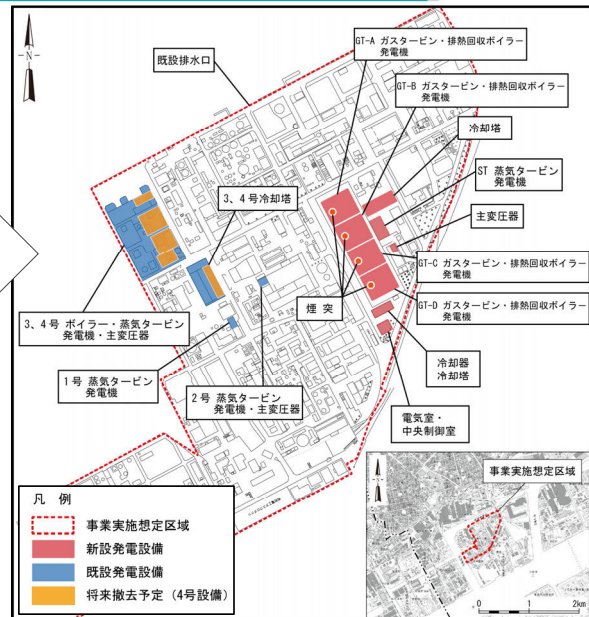 N
GT-A ガスタービン・排熱回収ボイラー
発電機
既設排水口
GT-B ガスタービン・排熱回収ボイラー
発電機
冷却塔
ST 蒸気タービン
発電機
3、4号冷却塔
主変圧器
GT-C ガスタービン・排熱回収ボイラー
発電機
煙突
GT-D ガスタービン・排熱回収ボイラー
発電機
3、4号 ボイラー・蒸気タービン
発電機・主変圧器
冷却器
冷却塔
1号 蒸気タービン
発電機
2号 蒸気タービン
発電機・主変圧器
電気室・
中央制御室
事業実施想定区域
凡 例
事業実施想定区域
新設発電設備
既設発電設備
将来撤去予定（4号設備）
0 1 2km